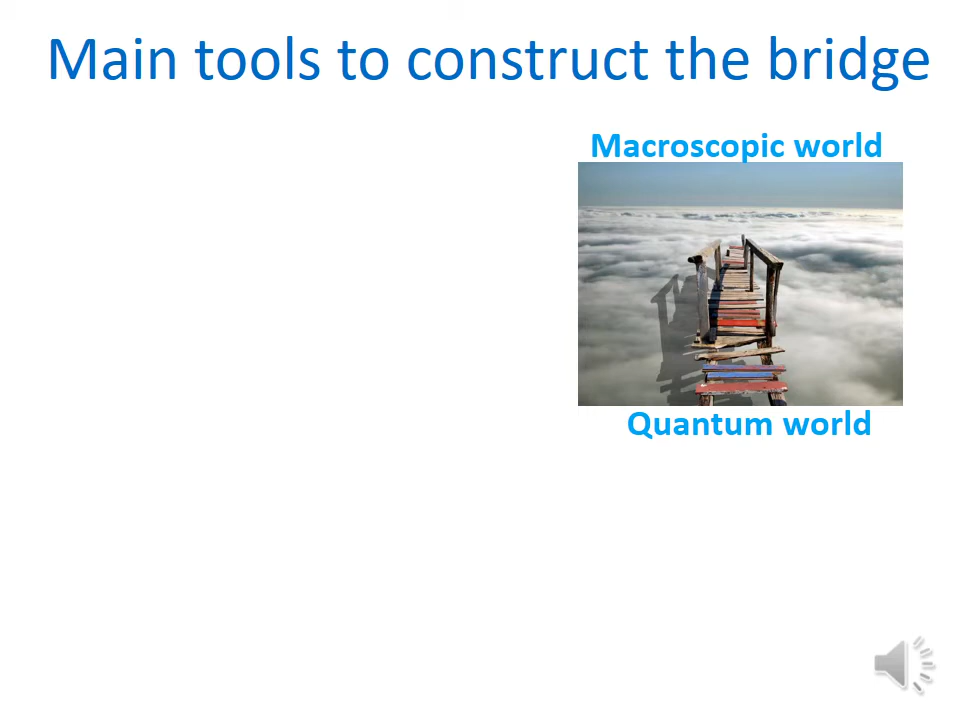 Main tools to construct the bridge
Macroscopic world
Quantum world